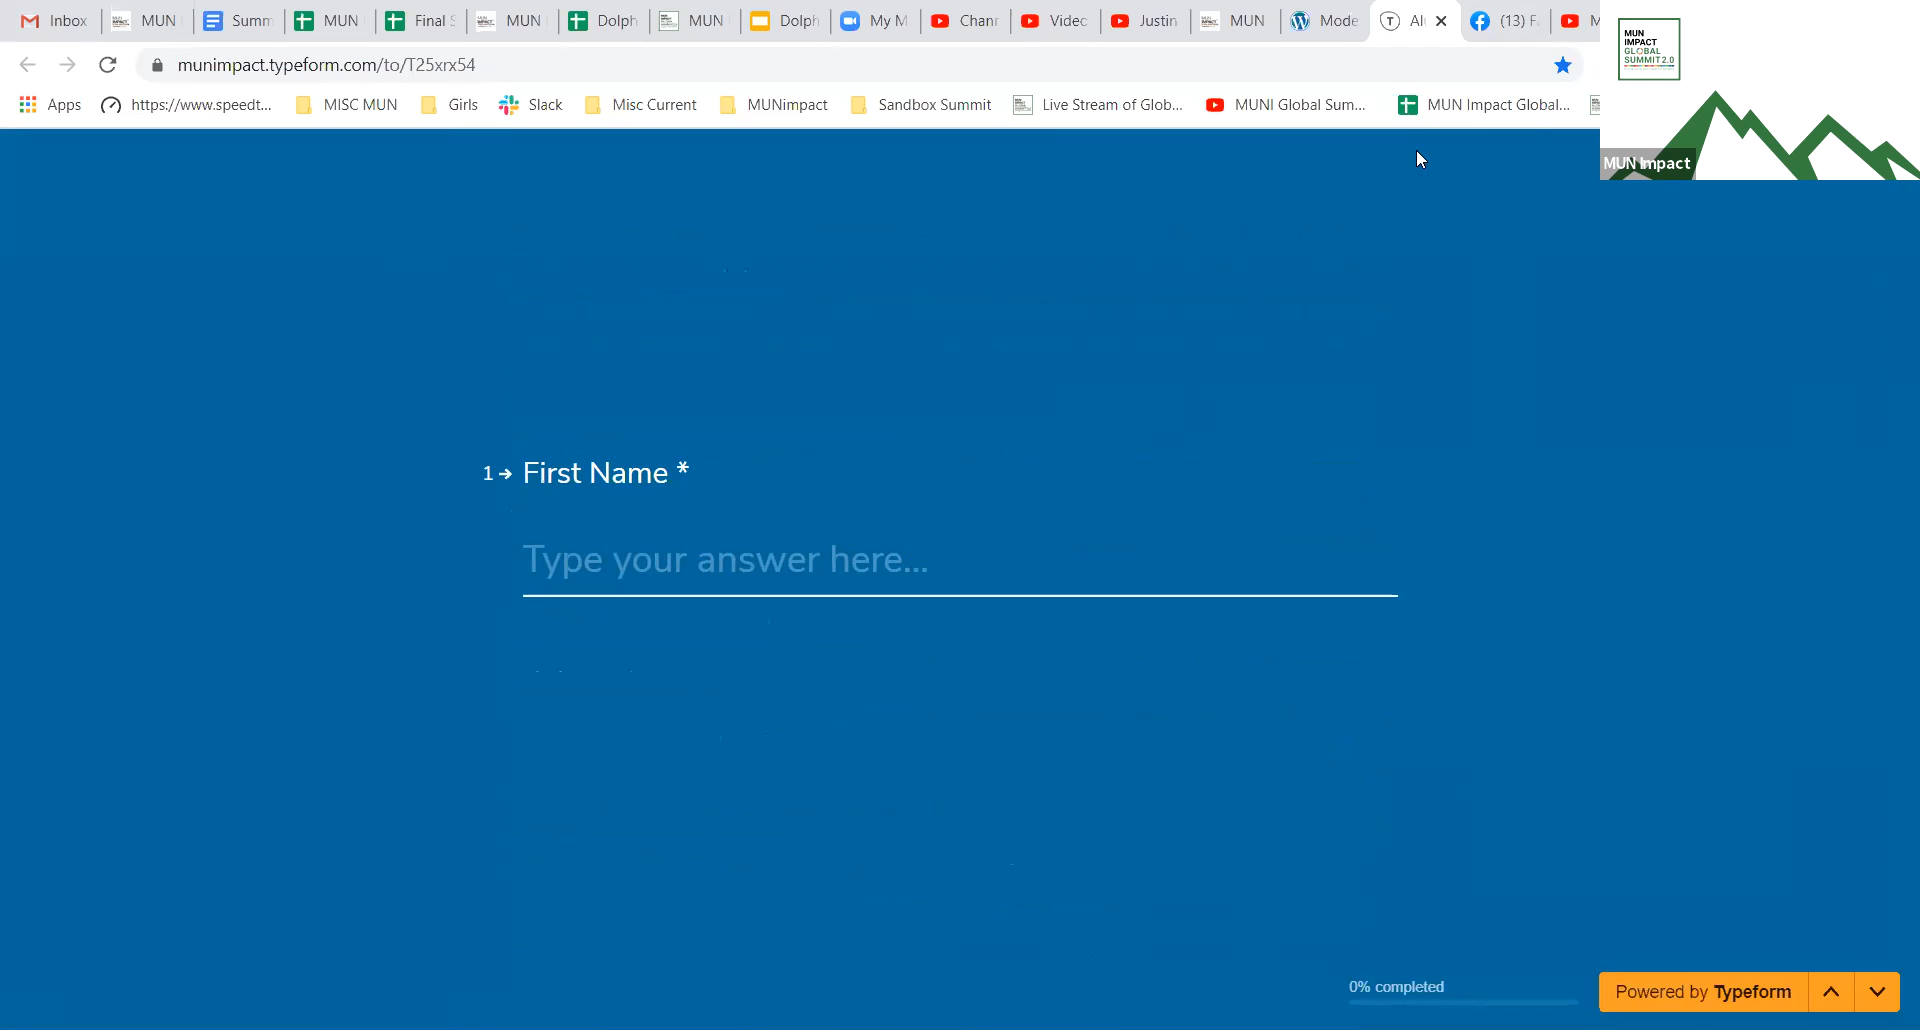 Inbox
MUN
Summ
MUN
Final S
MUN
Dolph
MUN
Dolph
My M
Chann
Videc
Justin
MUN
Mode
Al
(13) F
munimpact.typeform.com/to/T25xrx54
Apps
https://www.speedt...
MISC MUN
Girls
Slack
Misc Current
MUNimpact
Sandbox Summit
Live Stream of Glob...
MUNI Global Sum...
MUN Impact Global...
MUN
IMPACT
GLOBAL
SUMMIT 2.0
MUN Impact
1 → First Name *
Type your answer here...
0% completed
Powered by Typeform